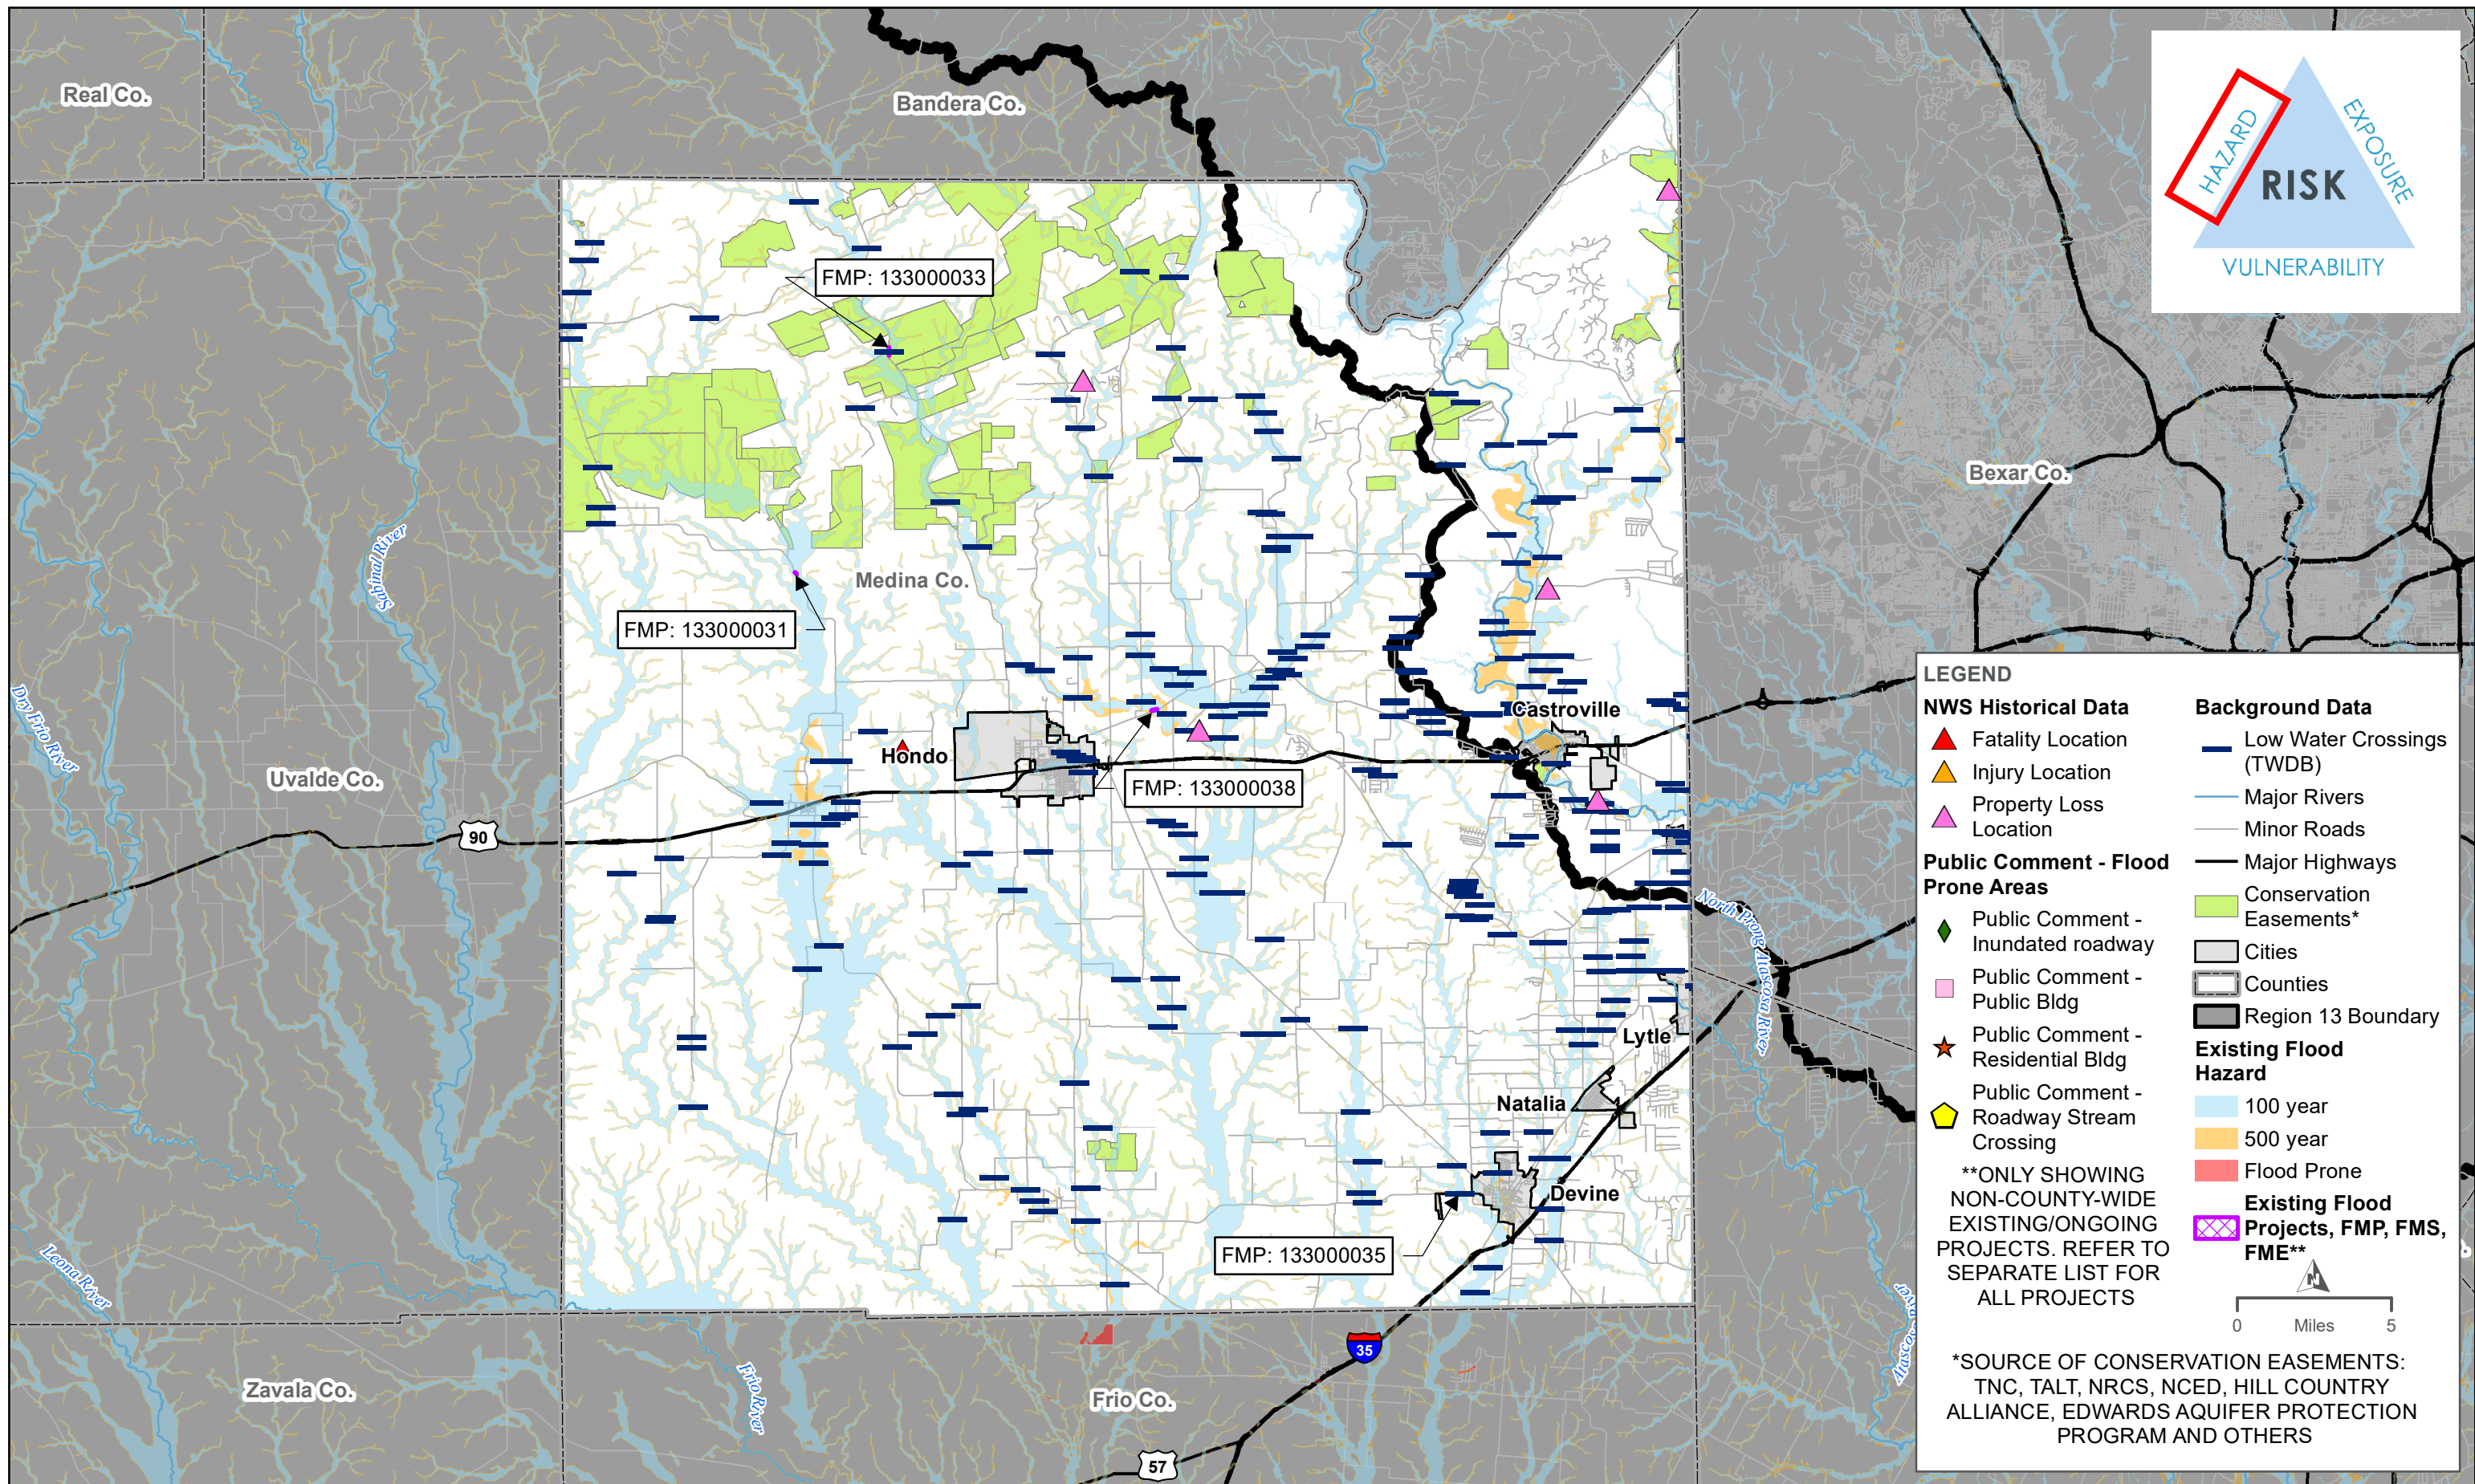 Real Co.
Bandera Co.
HAZARD
EXPOSURE
RISK
VULNERABILITY
FMP: 133000033
Bexar Co.
Sabinal River
Medina Co.
FMP: 133000031
Dry Frio River
Castroville
Hondo
Uvalde Co.
FMP: 133000038
90
North Prong Atascosa River
Lytle
Natalia
Devine
Leona River
FMP: 133000035
35
Zavala Co.
Frio River
Frio Co.
57
LEGEND
NWS Historical Data
Fatality Location
Injury Location
Property Loss
Location
Public Comment - Flood
Prone Areas
Public Comment -
Inundated roadway
Public Comment -
Public Bldg
Public Comment -
Residential Bldg
Public Comment -
Roadway Stream
Crossing
**ONLY SHOWING
NON-COUNTY-WIDE
EXISTING/ONGOING
PROJECTS. REFER TO
SEPARATE LIST FOR
ALL PROJECTS
Background Data
Low Water Crossings
(TWDB)
Major Rivers
Minor Roads
Major Highways
Conservation
Easements*
Cities
Counties
Region 13 Boundary
Existing Flood
Hazard
100 year
500 year
Flood Prone
Existing Flood
Projects, FMP, FMS,
FME**
N
0 Miles 5
*SOURCE OF CONSERVATION EASEMENTS:
TNC, TALT, NRCS, NCED, HILL COUNTRY
ALLIANCE, EDWARDS AQUIFER PROTECTION
PROGRAM AND OTHERS